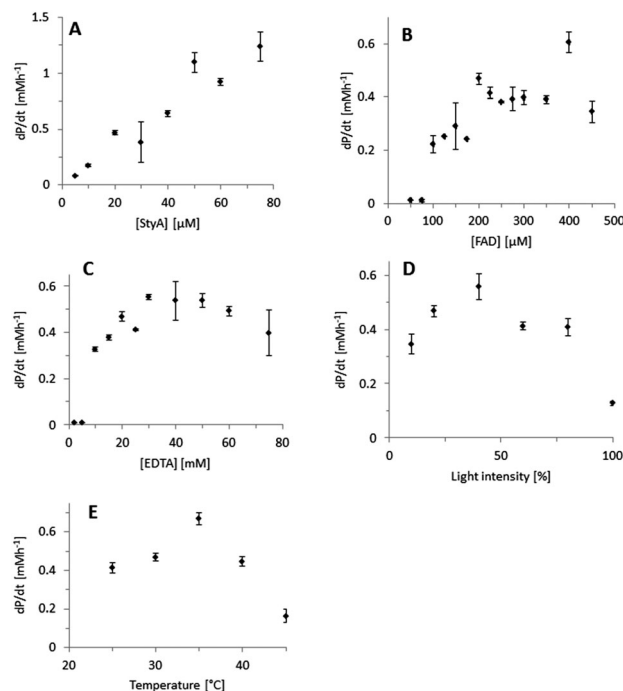 A
dP/dt [mMh⁻¹]
1.5
1
0.5
0
0 20 40 60 80
[StyA] [µM]
B
dP/dt [mMh⁻¹]
0.6
0.4
0.2
0
0 100 200 300 400 500
[FAD] [µM]
C
dP/dt [mMh⁻¹]
0.6
0.4
0.2
0
0 20 40 60 80
[EDTA] [mM]
D
dP/dt [mMh⁻¹]
0.6
0.4
0.2
0
0 50 100
Light intensity [%]
E
dP/dt [mMh⁻¹]
0.6
0.4
0.2
0
20 30 40
Temperature [°C]